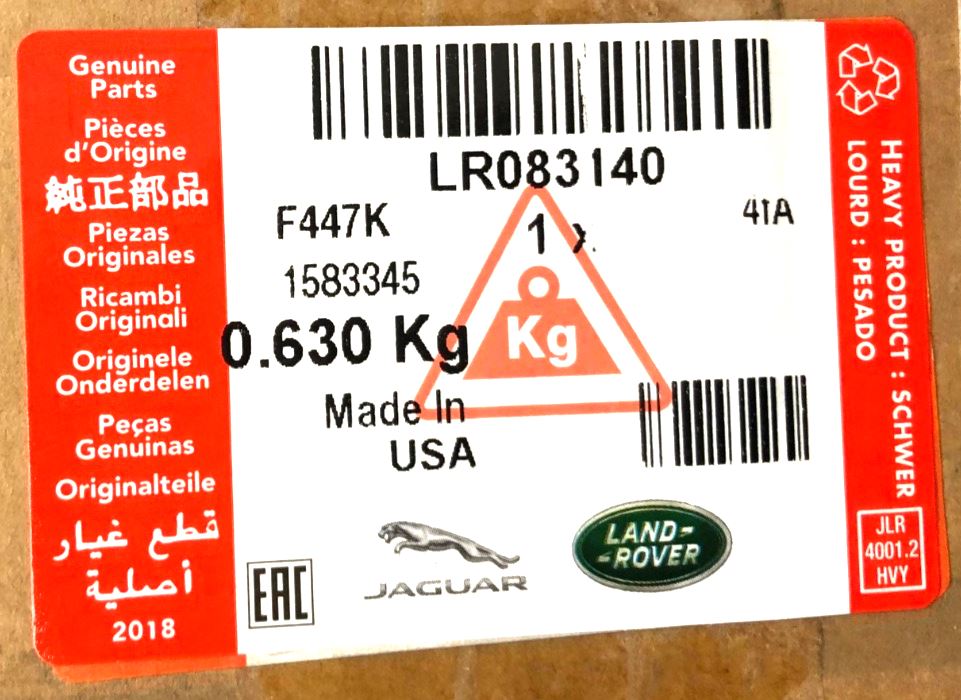 Genuine
Parts
Pièces
d'Origine
純正部品
Piezas
Originales
Ricambi
Originali
Originele
Onderdelen
Peças
Genuinas
Originalteile
قطع غيار
أصلية
2018
LR083140
F447K
1 x
41A
1583345
0.630 Kg
Kg
Made In
USA
EAC
JAGUAR
LAND-
-ROVER
HEAVY PRODUCT : SCHWER
LOURD : PESADO
JLR
4001.2
HVY